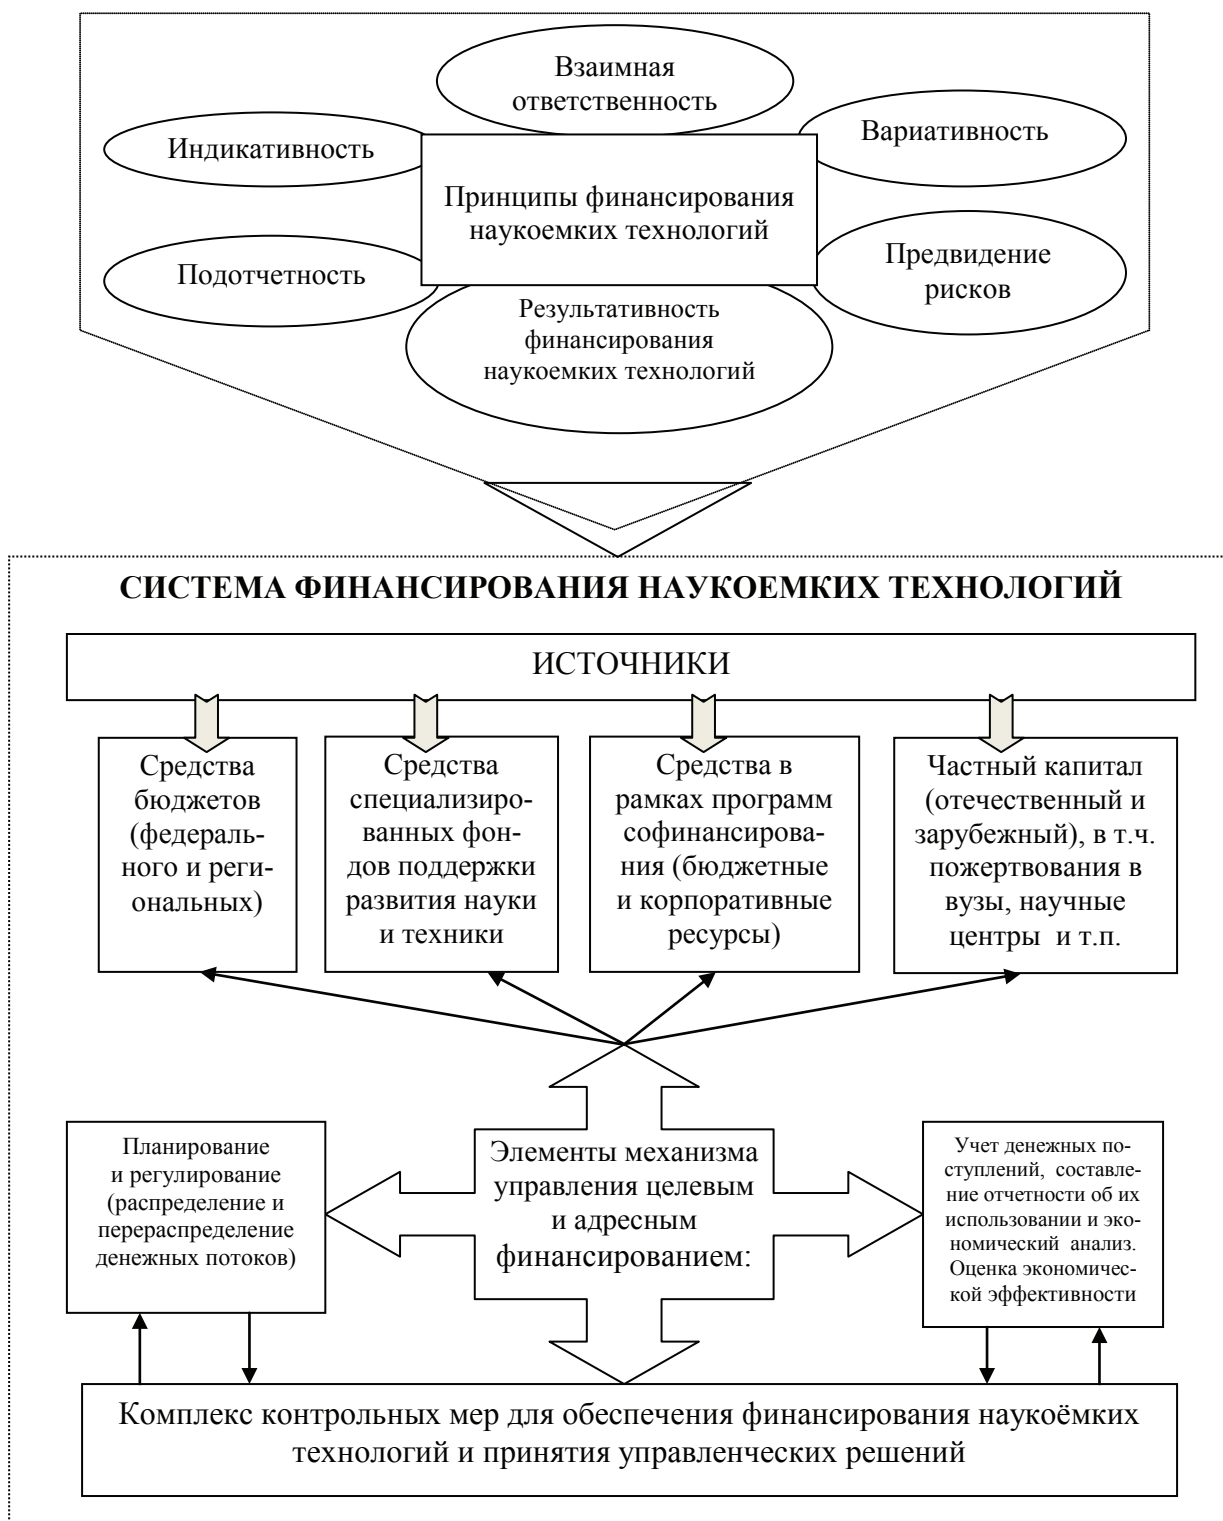 Взаимная
ответственность
Индикативность
Вариативность
Принципы финансирования
наукоемких технологий
Подотчетность
Предвидение
рисков
Результативность
финансирования
наукоемких технологий
СИСТЕМА ФИНАНСИРОВАНИЯ НАУКОЕМКИХ ТЕХНОЛОГИЙ
ИСТОЧНИКИ
Средства
бюджетов
(федераль-
ного и реги-
ональных)
Средства
специализиро-
ванных фон-
дов поддержки
развития науки
и техники
Средства в
рамках программ
софинансирова-
ния (бюджетные
и корпоративные
ресурсы)
Частный капитал
(отечественный и
зарубежный), в т.ч.
пожертвования в
вузы, научные
центры и т.п.
Планирование
и регулирование
(распределение и
перераспределение
денежных потоков)
Элементы механизма
управления целевым
и адресным
финансированием:
Учет денежных по-
ступлений, составле-
ние отчетности об их
использовании и эко-
номический анализ.
Оценка экономичес-
кой эффективности
Комплекс контрольных мер для обеспечения финансирования наукоёмких
технологий и принятия управленческих решений